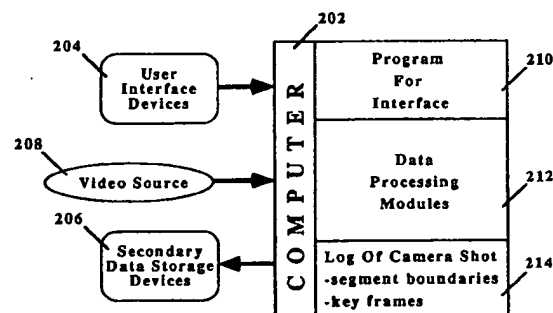 202
204
User
Interface
Devices
Program
For
Interface
210
208
Video Source
COMPUTER
Data
Processing
Modules
212
206
Secondary
Data Storage
Devices
Log Of Camera Shot
-segment boundaries
-key frames
214